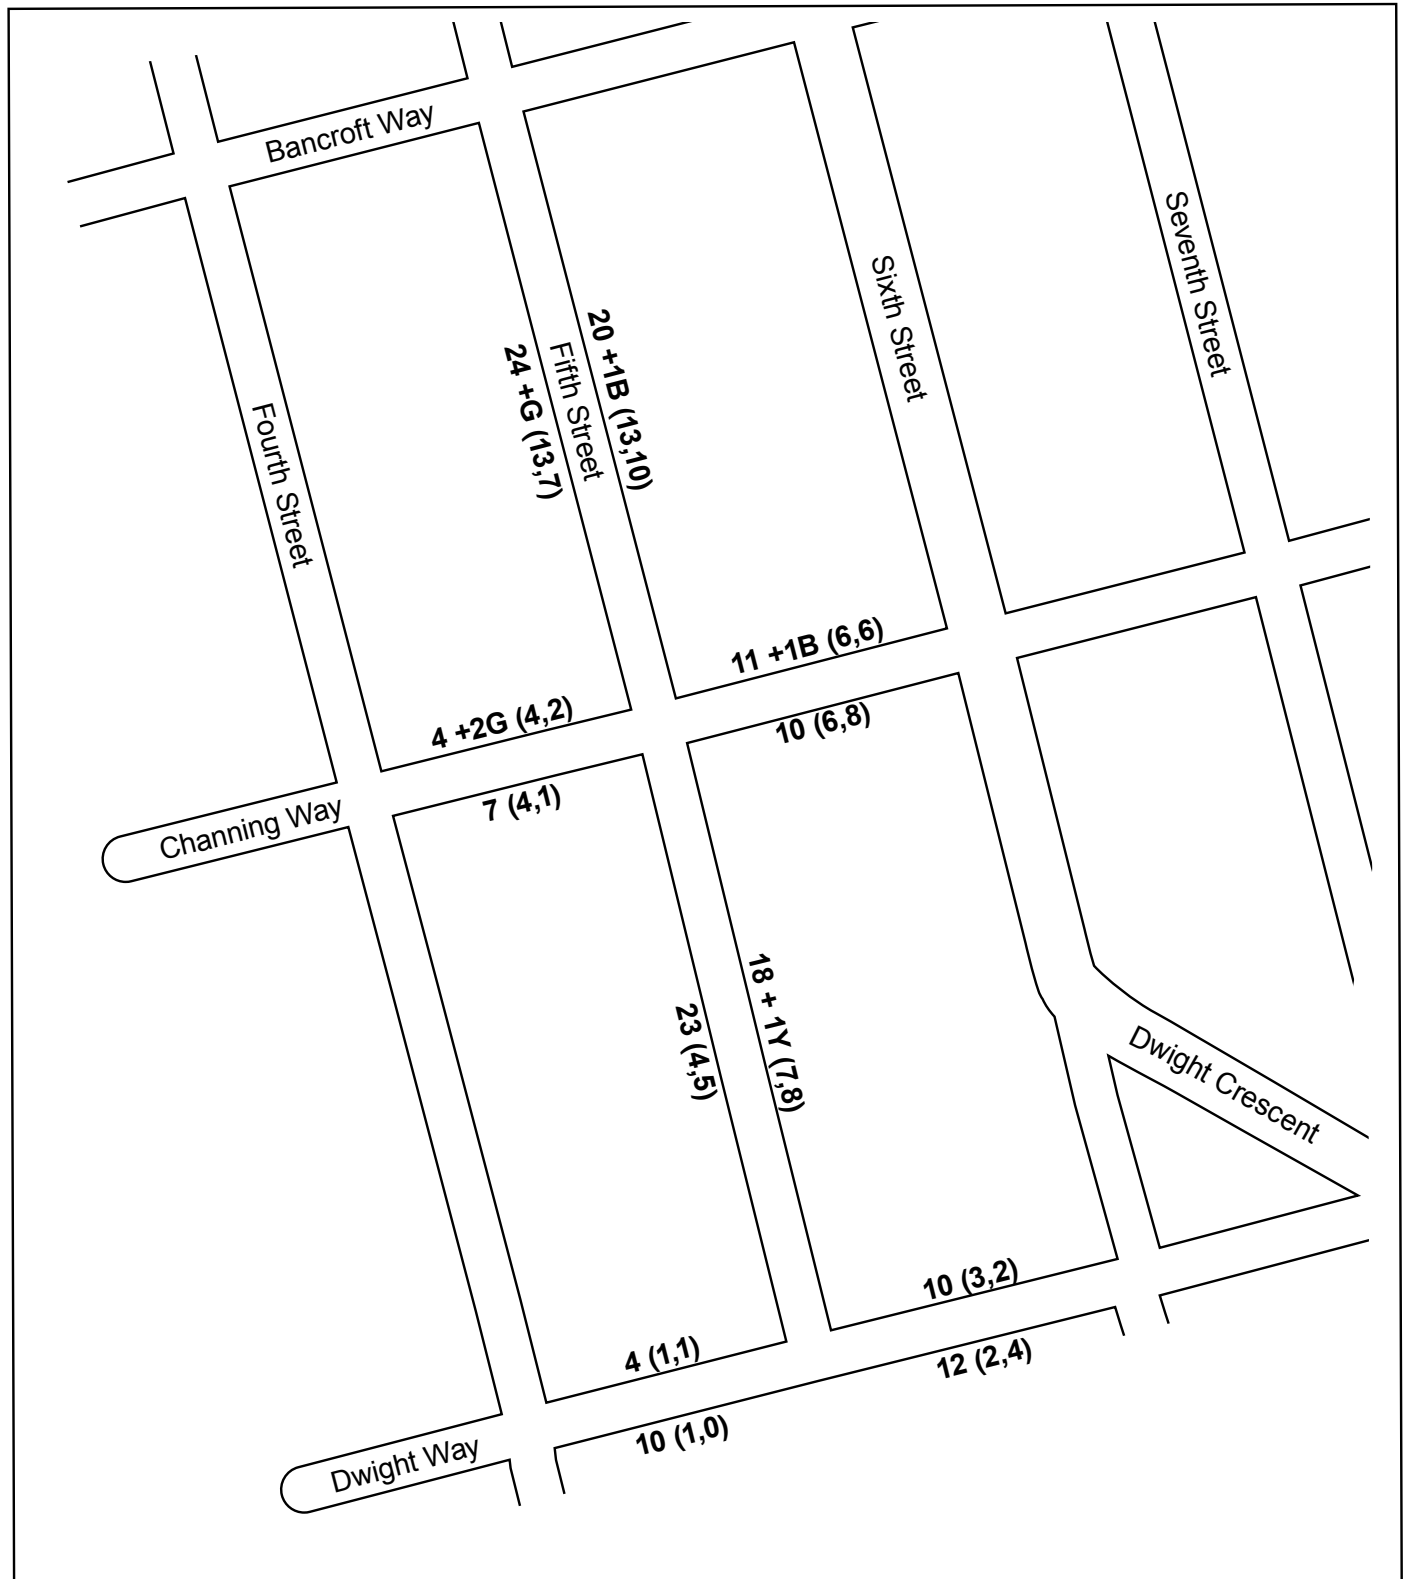 Bancroft Way
Seventh Street
Sixth Street
20 +1B (13,10)
Fifth Street
24 +G (13,7)
Fourth Street
11 +1B (6,6)
4 +2G (4,2)
10 (6,8)
7 (4,1)
Channing Way
18 + 1Y (7,8)
23 (4,5)
Dwight Crescent
10 (3,2)
4 (1,1)
12 (2,4)
10 (1,0)
Dwight Way